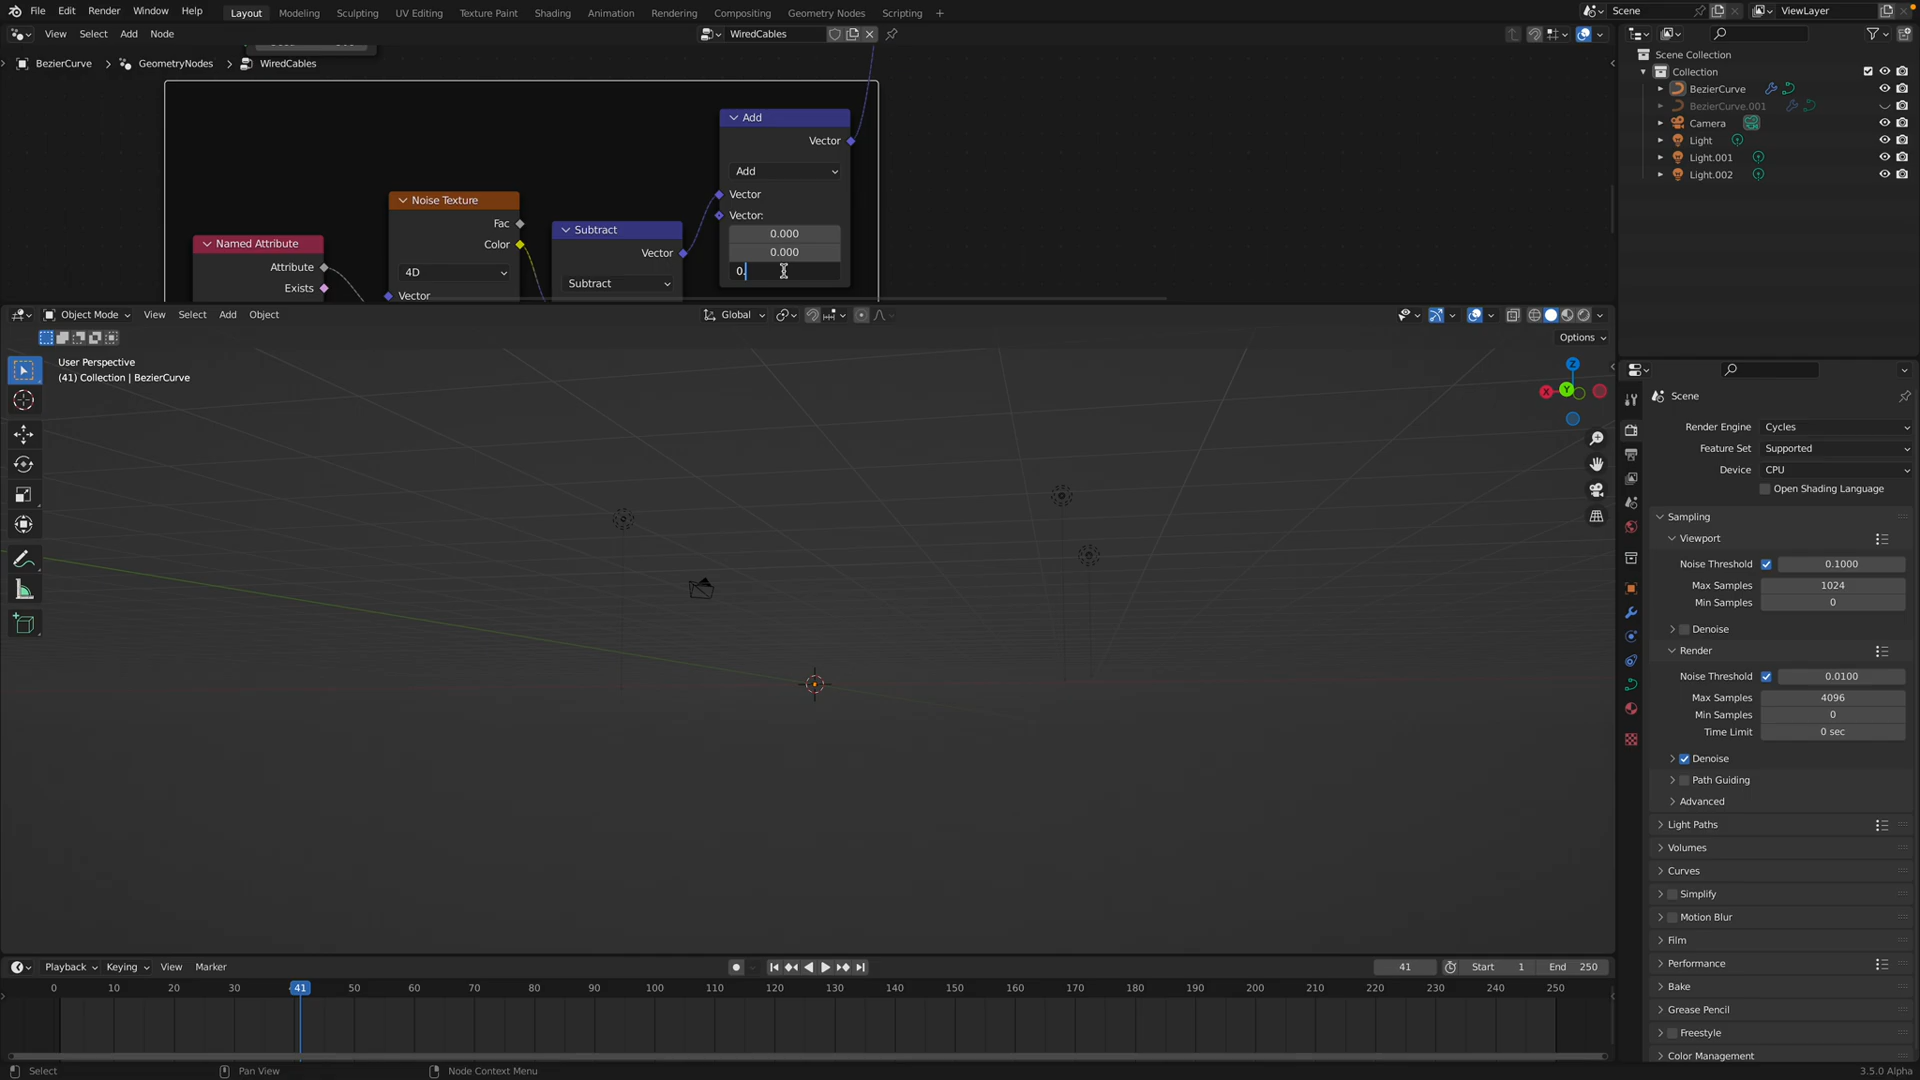 File Edit Render Window Help Layout Modeling Sculpting UV Editing Texture Paint Shading Animation Rendering Compositing Geometry Nodes Scripting + Scene ViewLayer
View Select Add Node WiredCables
BezierCurve > GeometryNodes > WiredCables
Add
Vector
Add
Vector
Vector:
0.000
0.000
0.
Noise Texture
Fac
Color
4D
Vector
Subtract
Vector
Subtract
Named Attribute
Attribute
Exists
Scene Collection
Collection
BezierCurve
BezierCurve.001
Camera
Light
Light.001
Light.002
Object Mode View Select Add Object Global
Options
User Perspective
(41) Collection | BezierCurve
Z
X
Y
Scene
Render Engine Cycles
Feature Set Supported
Device CPU
Open Shading Language
Sampling
Viewport
Noise Threshold 0.1000
Max Samples 1024
Min Samples 0
Denoise
Render
Noise Threshold 0.0100
Max Samples 4096
Min Samples 0
Time Limit 0 sec
Denoise
Path Guiding
Advanced
Light Paths
Volumes
Curves
Simplify
Motion Blur
Film
Performance
Bake
Grease Pencil
Freestyle
Color Management
Playback Keying View Marker 41 Start 1 End 250
0 10 20 30 41 50 60 70 80 90 100 110 120 130 140 150 160 170 180 190 200 210 220 230 240 250
Select Pan View Node Context Menu 3.5.0 Alpha